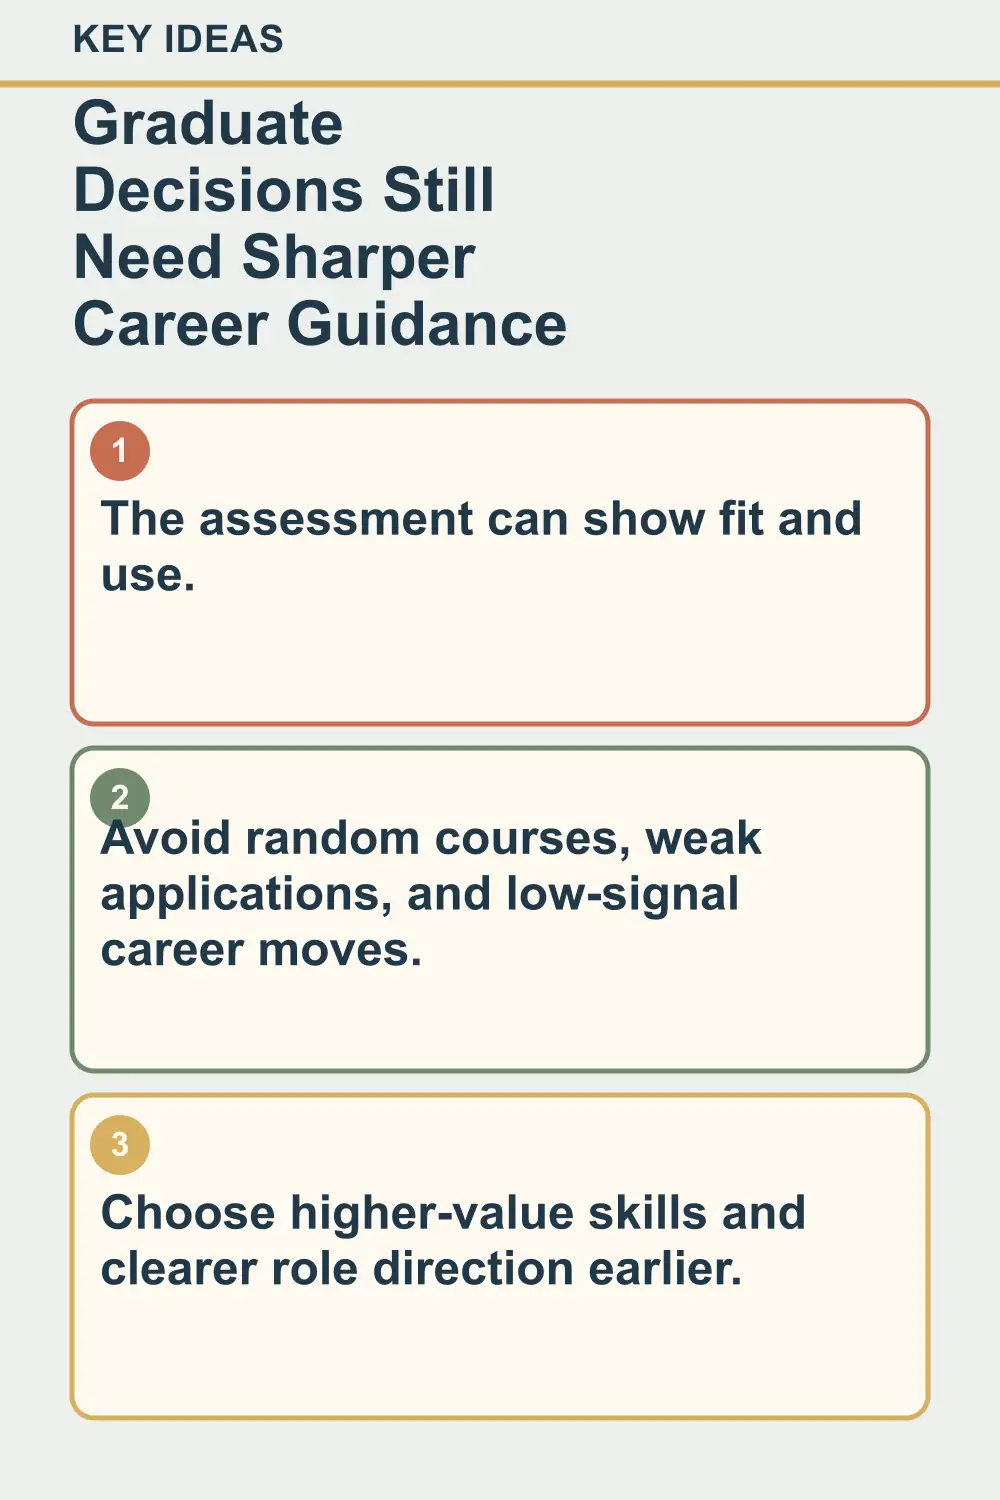 KEY IDEAS
Graduate
Decisions Still
Need Sharper
Career Guidance
1
The assessment can show fit and
use.
2
Avoid random courses, weak
applications, and low-signal
career moves.
3
Choose higher-value skills and
clearer role direction earlier.